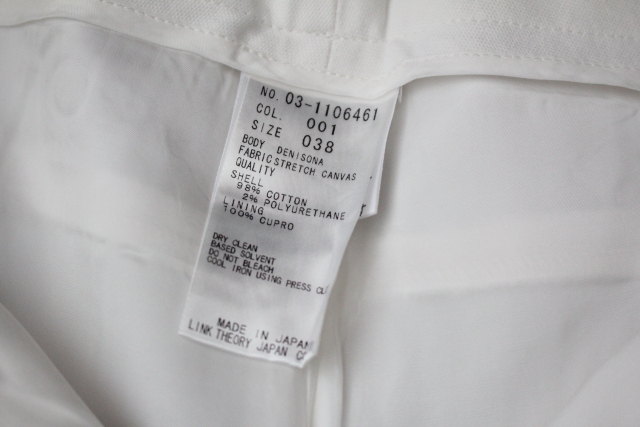 NO. 03-1106461
COL. 001
SIZE 038
BODY DENISONA
FABRIC STRETCH CANVAS
QUALITY
SHELL
98% COTTON
2% POLYURETHANE
LINING
100% CUPRO
DRY CLEAN
BASED SOLVENT
DO NOT BLEACH
COOL IRON USING PRESS
MADE IN JAPAN
LINK THEORY JAPAN